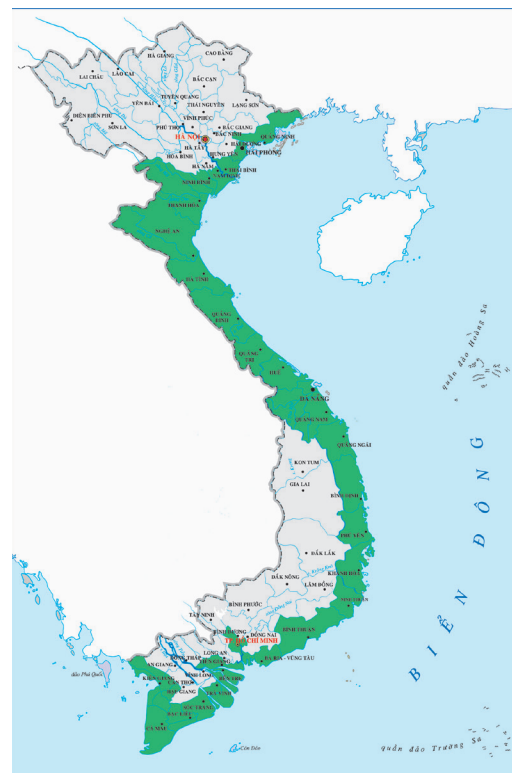 HÀ GIANG
CAO BẰNG
LAI CHÂU
LÀO CAI
BẮC CẠN
TUYÊN QUANG
YÊN BÁI
THÁI NGUYÊN
LẠNG SƠN
ĐIỆN BIÊN PHỦ
SƠN LA
PHÚ THỌ
VĨNH PHÚC
BẮC GIANG
BẮC NINH
HÀ NỘI
QUẢNG NINH
HÀ TÂY
HẢI PHÒNG
HƯNG YÊN
HÒA BÌNH
HÀ NAM
THÁI BÌNH
NINH BÌNH
THANH HÓA
NGHỆ AN
HÀ TĨNH
QUẢNG
BÌNH
QUẢNG
TRỊ
HUẾ
ĐÀ NẴNG
QUẢNG NAM
QUẢNG NGÃI
KON TUM
GIA LAI
BÌNH ĐỊNH
PHÚ YÊN
ĐẮK LẮK
KHÁNH HÒA
ĐẮK NÔNG
LÂM ĐỒNG
NINH THUẬN
BÌNH PHƯỚC
TÂY NINH
BÌNH THUẬN
BÌNH DƯƠNG
ĐỒNG NAI
TP HỒ CHÍ MINH
LONG AN
BÀ RỊA - VŨNG TÀU
ĐỒNG THÁP
TIỀN GIANG
AN GIANG
BẾN TRE
VĨNH LONG
KIÊN GIANG
CẦN THƠ
TRÀ VINH
HẬU GIANG
SÓC TRĂNG
BẠC LIÊU
CÀ MAU
đảo Phú Quốc
Côn Đảo
quần đảo Hoàng Sa
BIỂN ĐÔNG
quần đảo Trường Sa